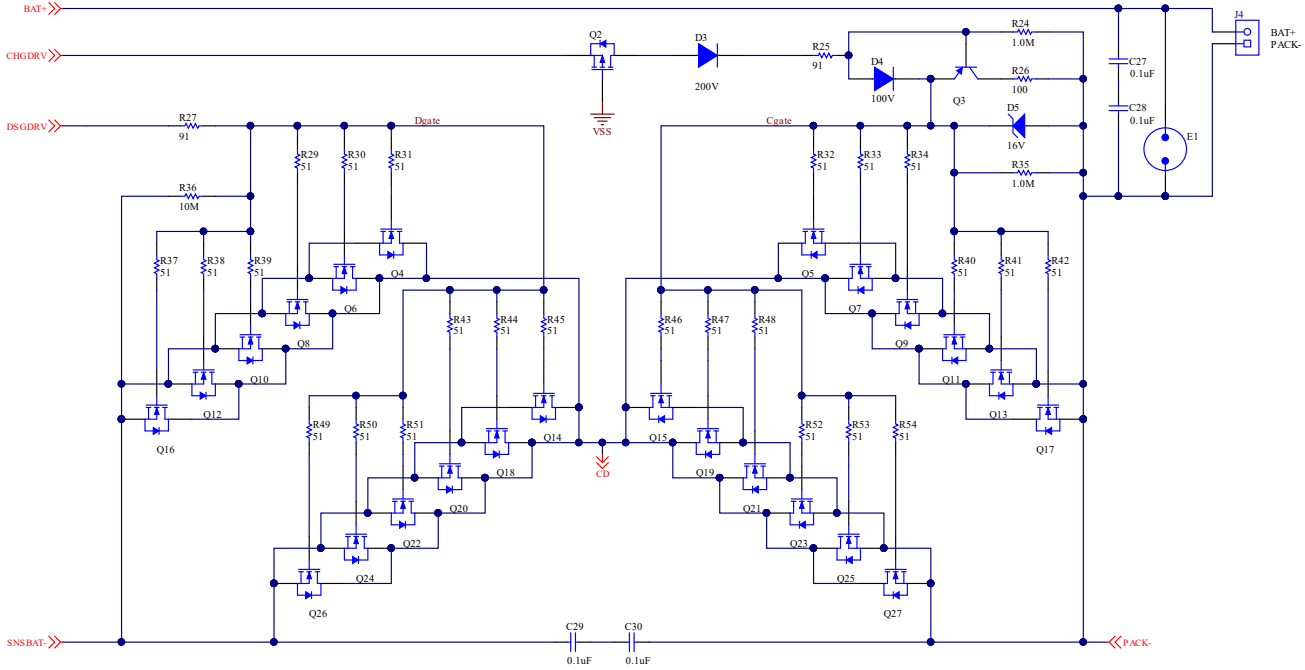 BAT+
J4
BAT+
PACK-
CHGDRV
Q2
VSS
D3
200V
R25
91
D4
100V
Q3
R24
1.0M
R26
100
D5
16V
R35
1.0M
C27
0.1uF
C28
0.1uF
E1
DSGDRV
R27
91
Dgate
Cgate
R29
51
R30
51
R31
51
R32
51
R33
51
R34
51
R36
10M
R37
51
R38
51
R39
51
R40
51
R41
51
R42
51
Q4
Q6
Q8
Q10
Q12
Q16
Q5
Q7
Q9
Q11
Q13
Q17
R43
51
R44
51
R45
51
R46
51
R47
51
R48
51
R49
51
R50
51
R51
51
R52
51
R53
51
R54
51
Q14
Q18
Q20
Q22
Q24
Q26
CD
Q15
Q19
Q21
Q23
Q25
Q27
SNSBAT-
C29
0.1uF
C30
0.1uF
PACK-